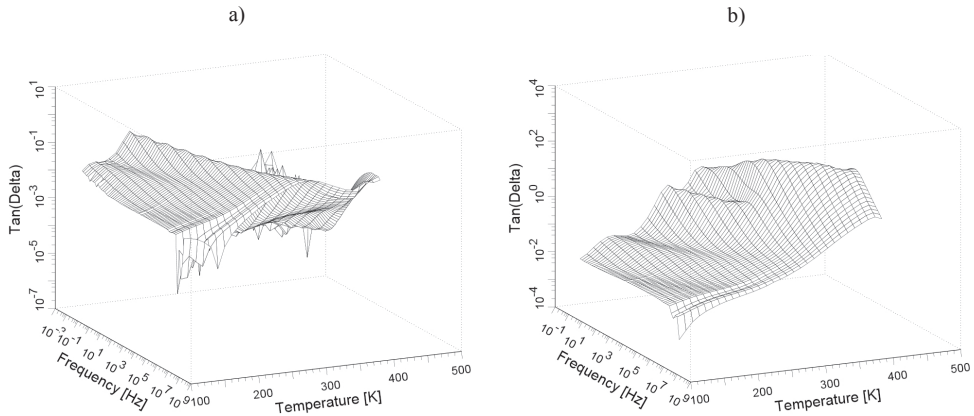 a)
b)
Tan(Delta)
10^1
10^-1
10^-3
10^-5
10^-7
10^-3 10^-1 10^1 10^3 10^5 10^7 10^9
Frequency [Hz]
100 200 300 400 500
Temperature [K]
Tan(Delta)
10^4
10^2
10^0
10^-2
10^-4
10^-1 10^1 10^3 10^5 10^7 10^9
Frequency [Hz]
100 200 300 400 500
Temperature [K]